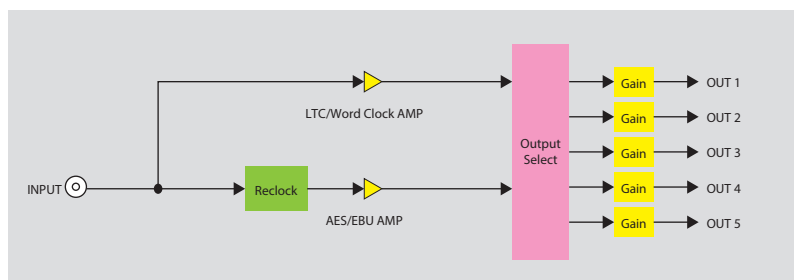 Gain
OUT 1
LTC/Word Clock AMP
Gain
OUT 2
Output
Select
Gain
OUT 3
INPUT
Reclock
Gain
OUT 4
AES/EBU AMP
Gain
OUT 5